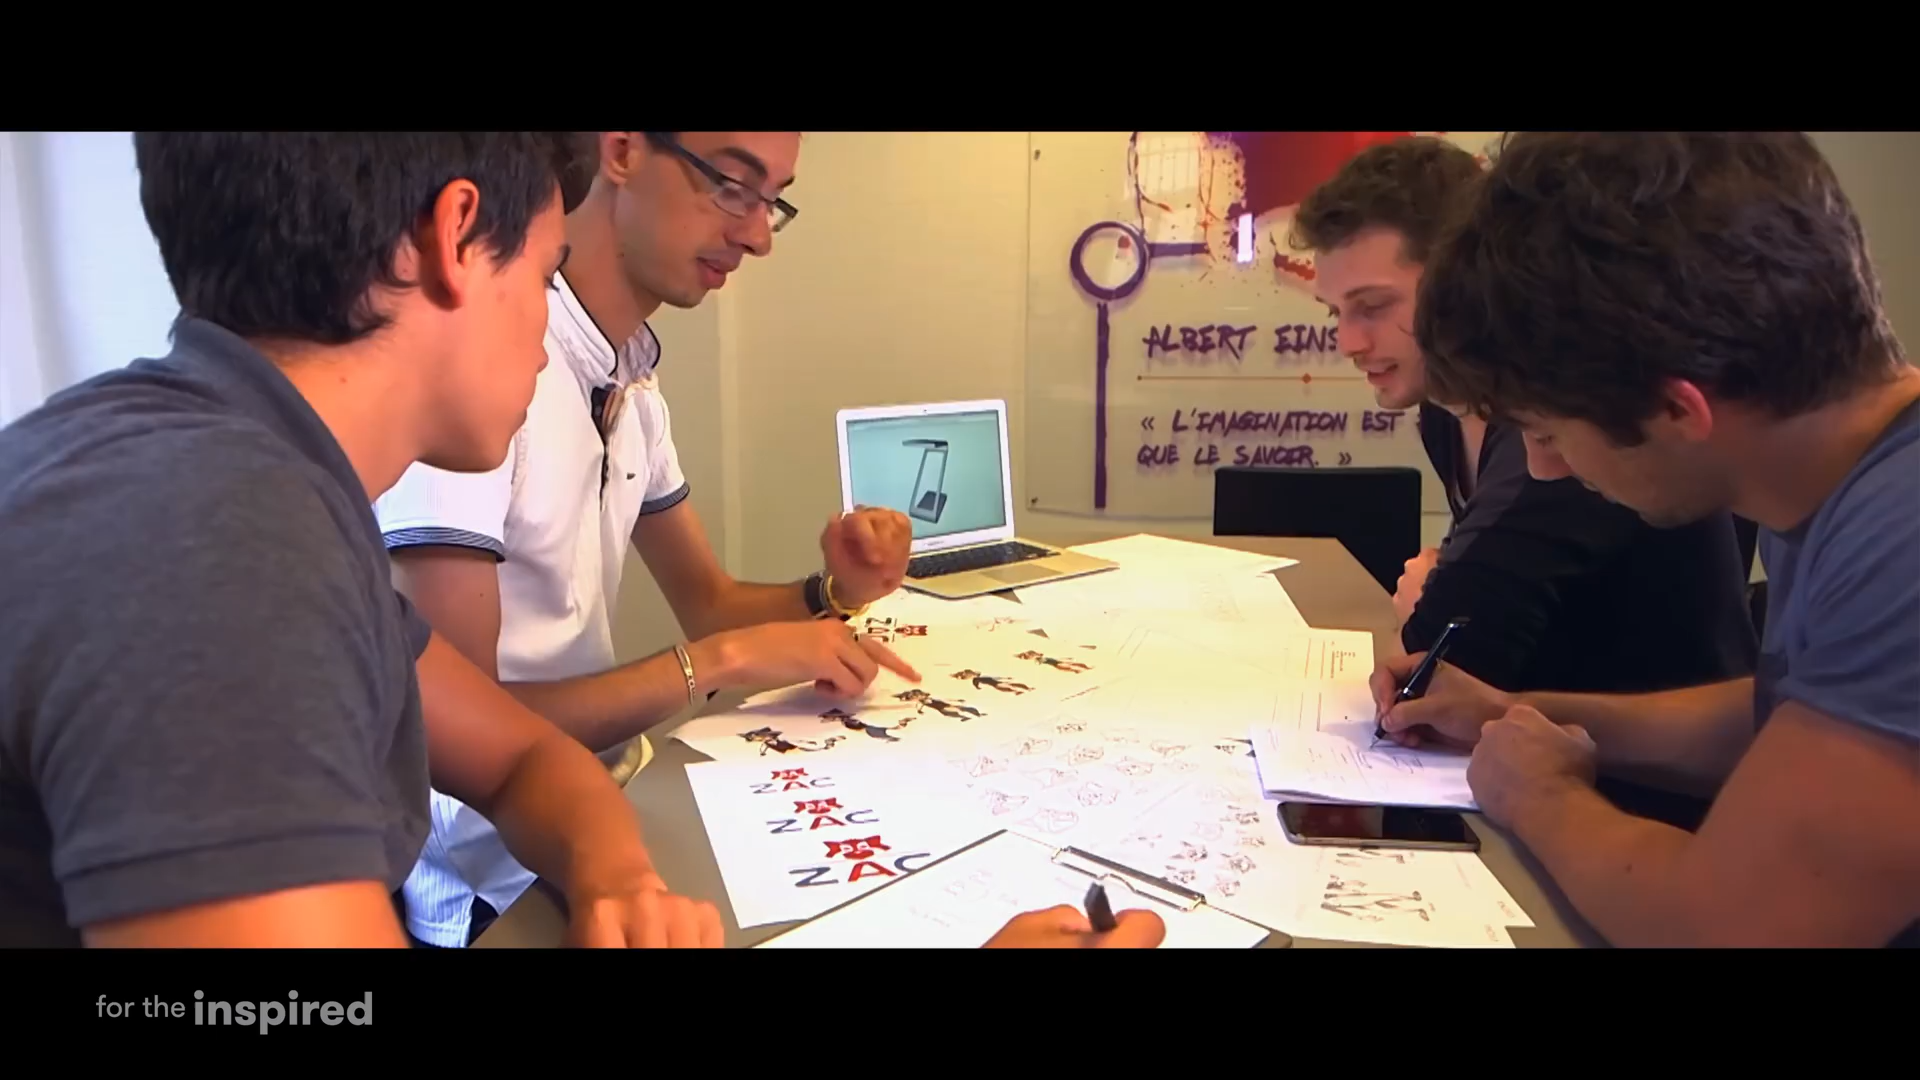 ALBERT EINS
« L'IMAGINATION EST
QUE LE SAVOIR. »
ZAC
ZAC
ZAC
for the inspired